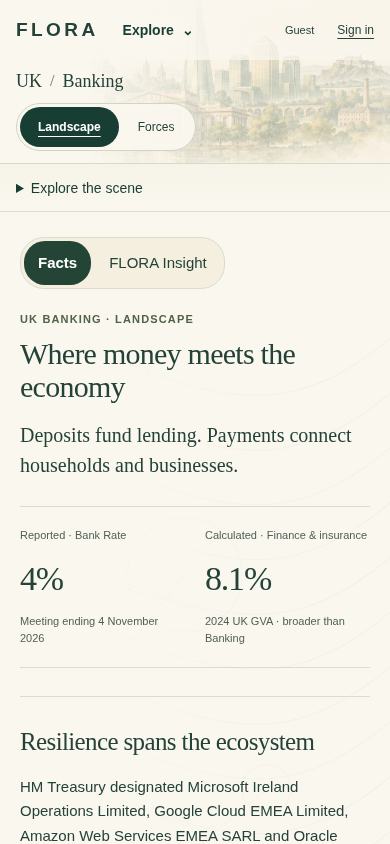 FLORA
Explore
Guest
Sign in
UK / Banking
Landscape
Forces
Explore the scene
Facts
FLORA Insight
UK BANKING · LANDSCAPE
Where money meets the
economy
Deposits fund lending. Payments connect
households and businesses.
Reported · Bank Rate
4%
Meeting ending 4 November
2026
Calculated · Finance & insurance
8.1%
2024 UK GVA · broader than
Banking
Resilience spans the ecosystem
HM Treasury designated Microsoft Ireland
Operations Limited, Google Cloud EMEA Limited,
Amazon Web Services EMEA SARL and Oracle